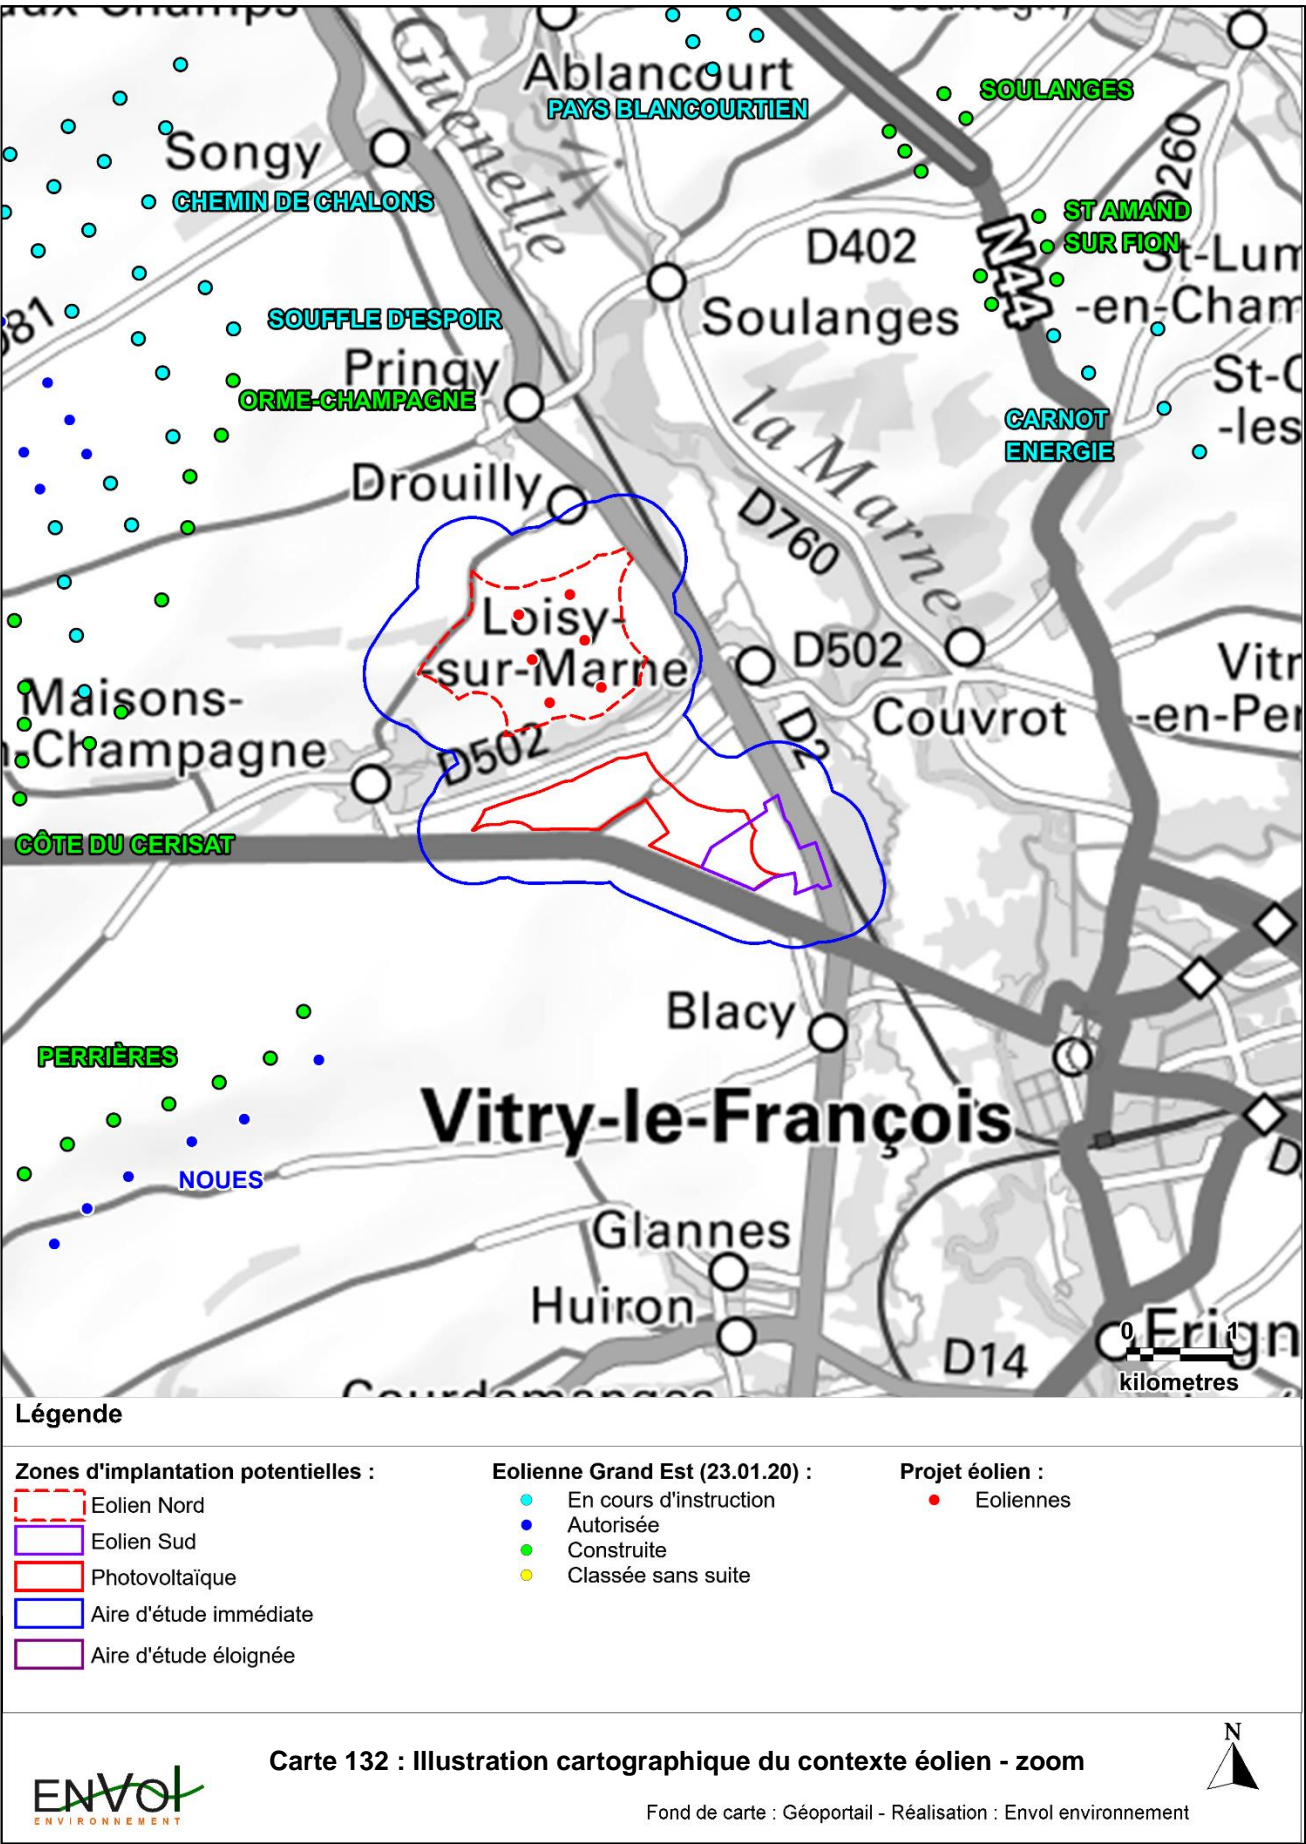 Guenelle
Ablancourt
PAYS BLANCOURTIEN
SOULANGES
Songy
CHEMIN DE CHALONS
D260
ST AMAND
SUR FION
D402
N44
St-Lum
-en-Cham
Soulanges
SOUFFLE D'ESPOIR
Pringy
ORME-CHAMPAGNE
St-C
-les
CARNOT
ENERGIE
la Marne
Drouilly
D760
Loisy-
-sur-Marne
D502
Couvrot
Vitr
-en-Per
Maisons-
n-Champagne
D502
D2
CÔTE DU CERISAT
Blacy
PERRIÈRES
Vitry-le-François
NOUES
Glannes
Huiron
D14
Frign
0 1
kilometres
Légende
Zones d'implantation potentielles :
Eolien Nord
Eolien Sud
Photovoltaïque
Aire d'étude immédiate
Aire d'étude éloignée
Eolienne Grand Est (23.01.20) :
En cours d'instruction
Autorisée
Construite
Classée sans suite
Projet éolien :
Eoliennes
N
Carte 132 : Illustration cartographique du contexte éolien - zoom
Fond de carte : Géoportail - Réalisation : Envol environnement
ENVOl
ENVIRONNEMENT